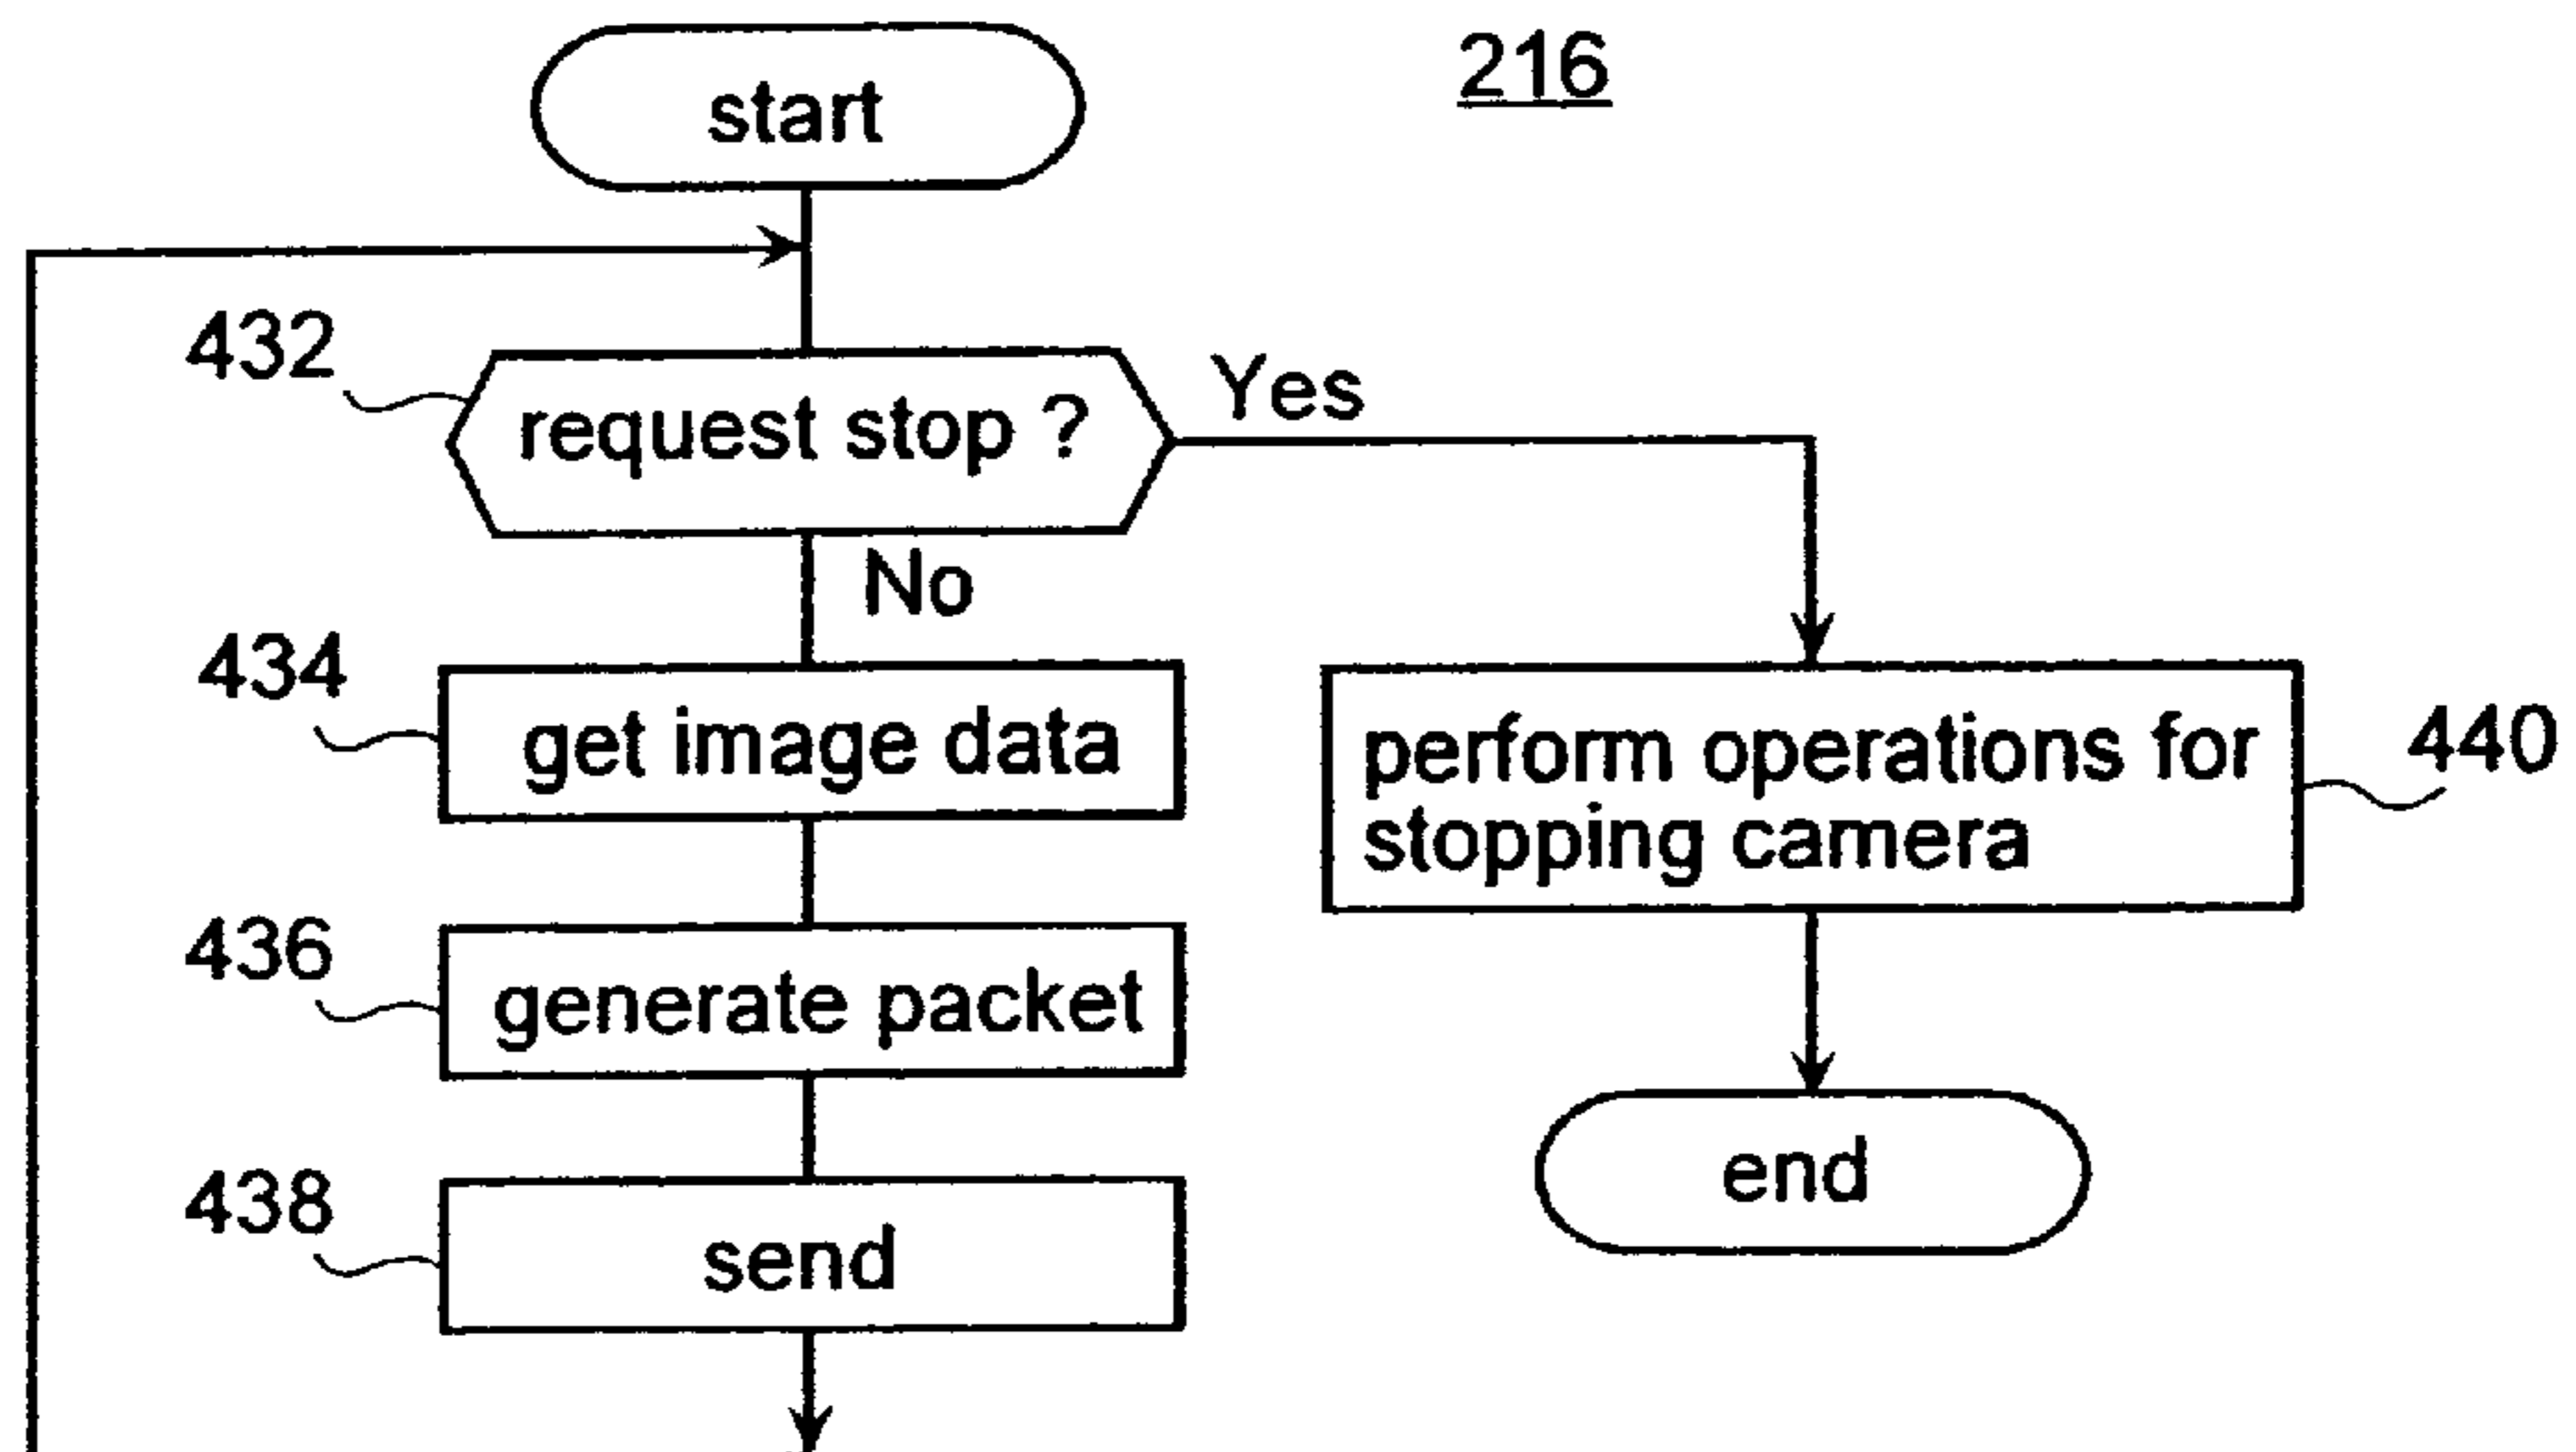 start
216
432
request stop ?
Yes
No
434
get image data
perform operations for
stopping camera
440
436
generate packet
438
send
end